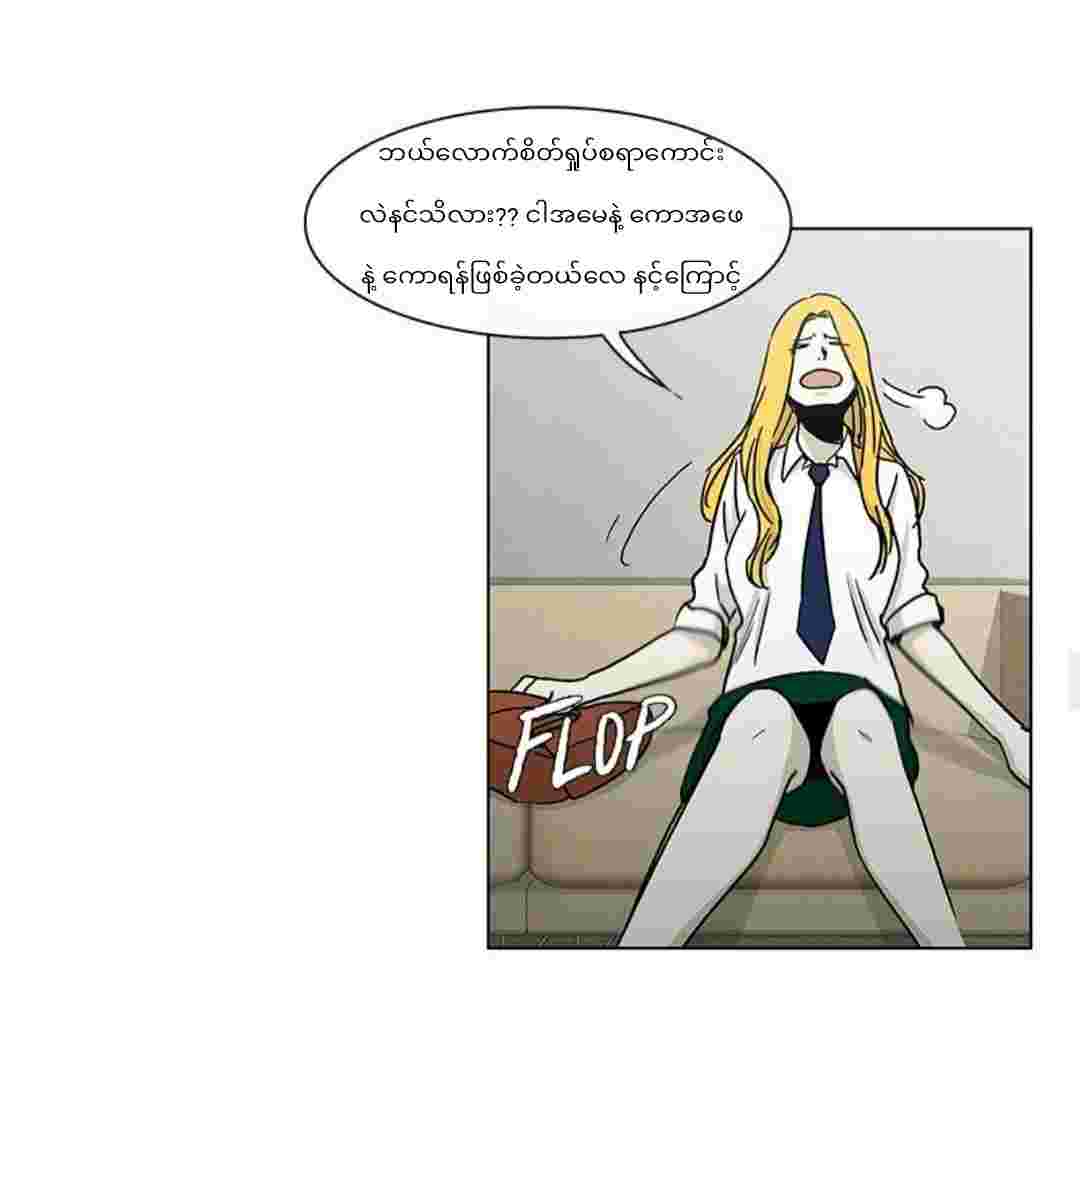 ဘယ်လောက်စိတ်ရှုပ်စရာကောင်း
လဲနင်သိလား?? ငါအမေနဲ့ ကောအဖေ
နဲ့ ကောရန်ဖြစ်ခဲ့တယ်လေ နင့်ကြောင့်
FLOP